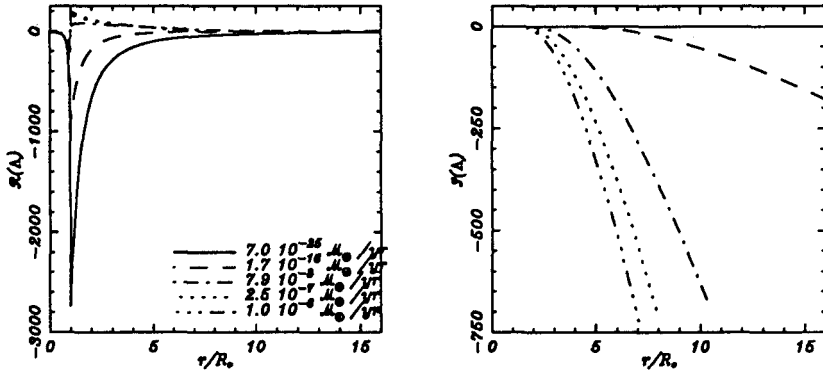 0
-1000
-2000
-3000
ℛ(Δ)
7.0 10⁻²⁵ ℳ⊙/yr
1.7 10⁻¹⁶ ℳ⊙/yr
7.9 10⁻⁸ ℳ⊙/yr
2.5 10⁻⁷ ℳ⊙/yr
1.0 10⁻⁶ ℳ⊙/yr
0 5 10 15
r/R
0
-250
-500
-750
(Δ)
0 5 10 15
r/R